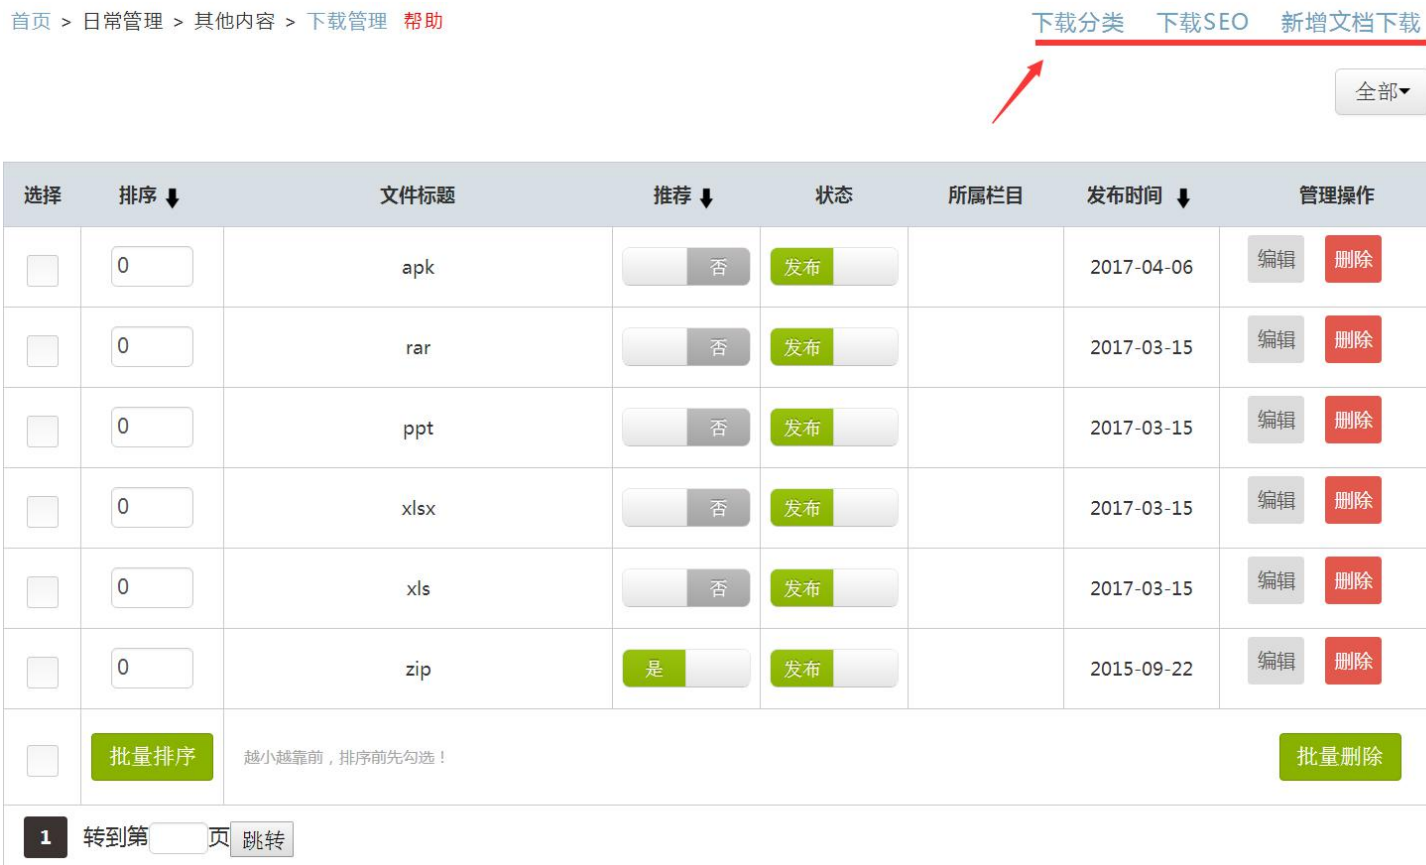 首页 > 日常管理 > 其他内容 > 下载管理 帮助 下载分类 下载SEO 新增文档下载
全部
选择 排序 文件标题 推荐 状态 所属栏目 发布时间 管理操作
0 apk 否 发布 2017-04-06 编辑 删除
0 rar 否 发布 2017-03-15 编辑 删除
0 ppt 否 发布 2017-03-15 编辑 删除
0 xlsx 否 发布 2017-03-15 编辑 删除
0 xls 否 发布 2017-03-15 编辑 删除
0 zip 是 发布 2015-09-22 编辑 删除
批量排序 越小越靠前，排序前先勾选！ 批量删除
1 转到第 页 跳转